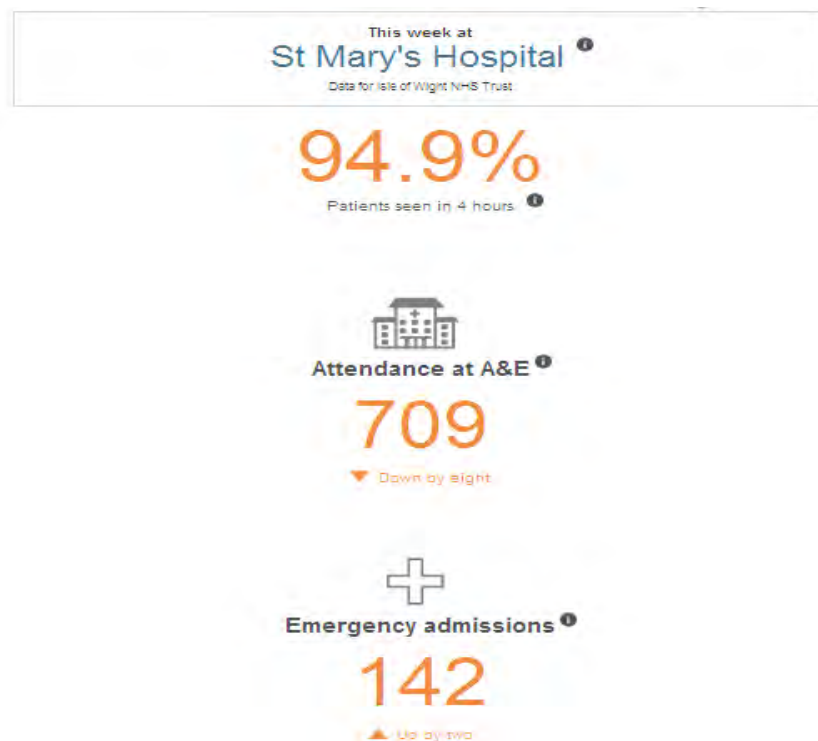 This week at
St Mary's Hospital
Data for Isle of Wight NHS Trust
94.9%
Patients seen in 4 hours
Attendance at A&E
709
Down by eight
Emergency admissions
142
Up by two